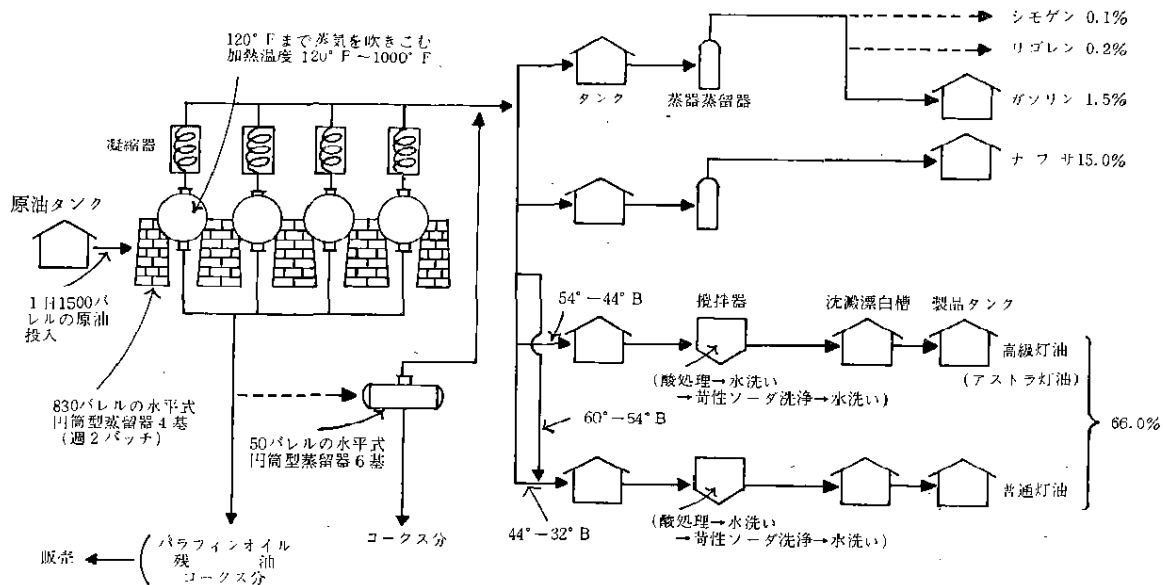 120°Fまで蒸気を吹きこむ
加熱温度 120°F～1000°F
凝縮器
原油タンク
1日1500バ
レルの原油
投入
830バレルの水平式
円筒型蒸留器4基
(週2バッチ)
50バレルの水平式
円筒型蒸留器6基
販売
パラフィンオイル
残 油
コークス分
コークス分
タンク
蒸器蒸留器
シモゲン 0.1%
リゴレン 0.2%
ガソリン 1.5%
ナフサ15.0%
54°－44°B
攪拌器
沈澱漂白槽
製品タンク
(酸処理→水洗い
→苛性ソーダ洗浄→水洗い)
高級灯油
(アストラ灯油)
60°－54°B
66.0%
44°－32°B
(酸処理→水洗い
→苛性ソーダ洗浄→水洗い)
普通灯油